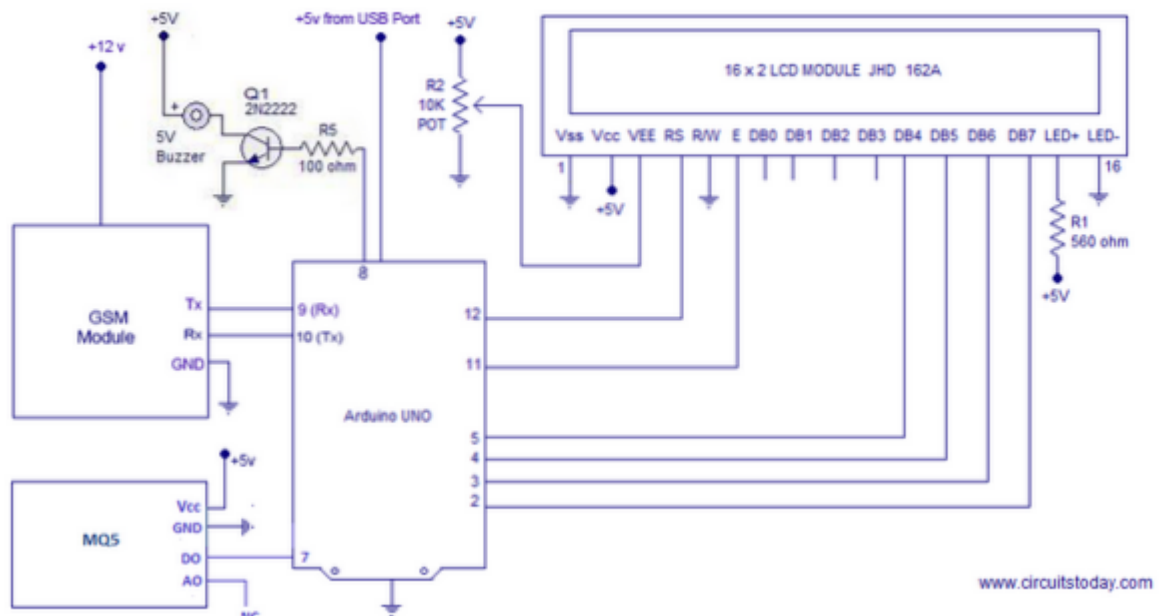 +5V
+5v from USB Port
+5V
+12 v
16 x 2 LCD MODULE JHD 162A
Q1
2N2222
R2
10K
POT
+
5V
Buzzer
R5
100 ohm
Vss Vcc VEE RS R/W E DB0 DB1 DB2 DB3 DB4 DB5 DB6 DB7 LED+ LED-
1
16
+5V
R1
560 ohm
+5V
8
GSM
Module
Tx
Rx
GND
9 (Rx)
10 (Tx)
12
11
Arduino UNO
5
4
3
2
+5v
MQ5
Vcc
GND
DO
AO
7
www.circuitstoday.com